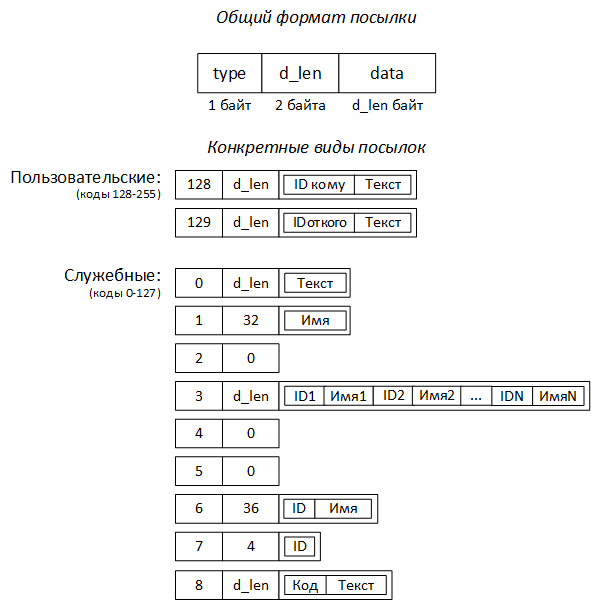 Общий формат посылки
type d_len data
1 байт 2 байта d_len байт
Конкретные виды посылок
Пользовательские: 128 d_len ID кому Текст
(коды 128-255)
129 d_len IDоткого Текст
Служебные: 0 d_len Текст
(коды 0-127)
1 32 Имя
2 0
3 d_len ID1 Имя1 ID2 Имя2 ... IDN ИмяN
4 0
5 0
6 36 ID Имя
7 4 ID
8 d_len Код Текст